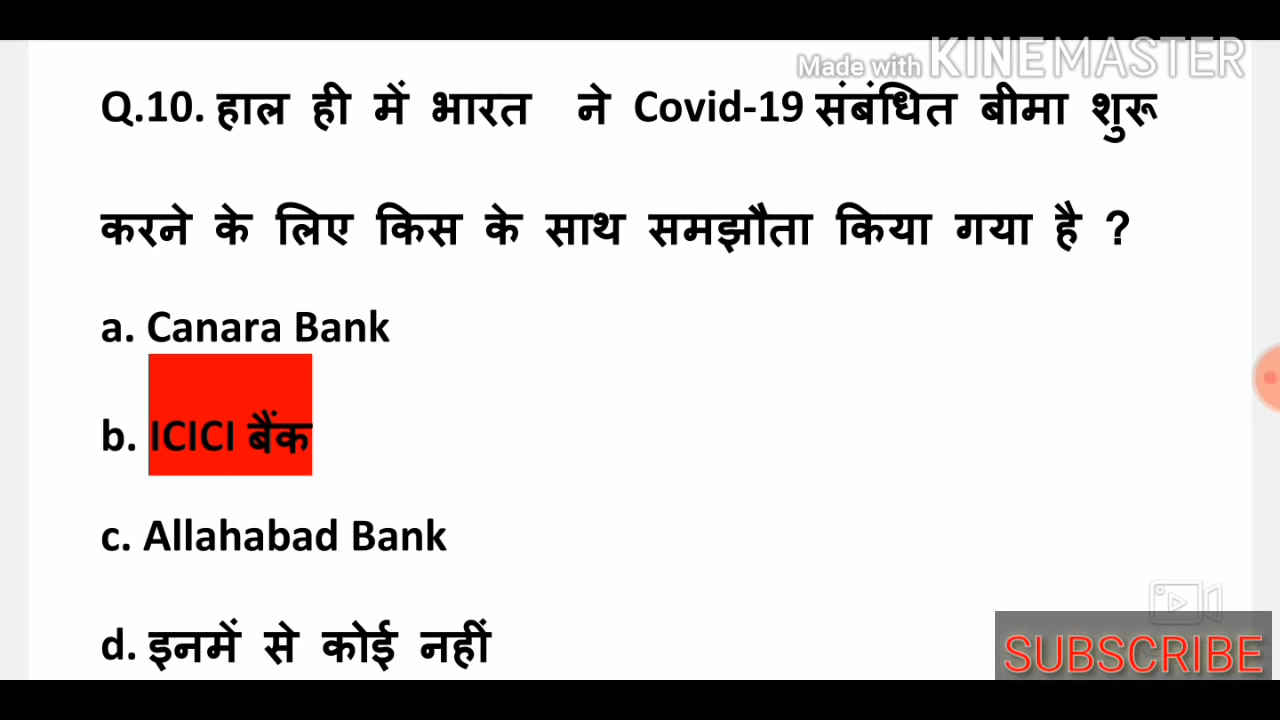 Made with KINEMASTER
Q.10. हाल ही में भारत ने Covid-19 संबंधित बीमा शुरू
करने के लिए किस के साथ समझौता किया गया है ?
a. Canara Bank
b. ICICI बैंक
c. Allahabad Bank
d. इनमें से कोई नहीं
SUBSCRIBE